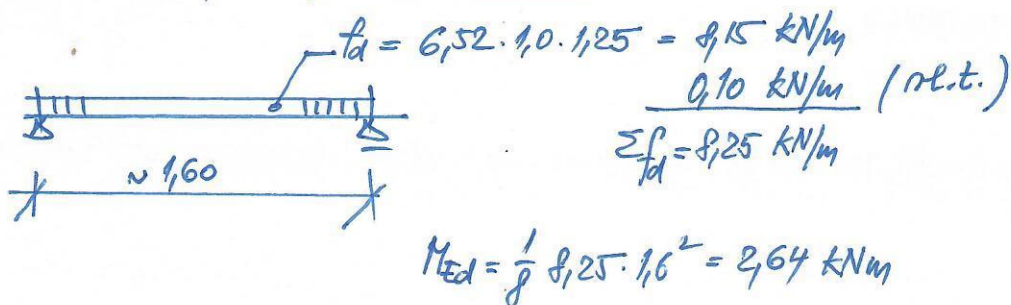 fd = 6,52 · 1,0 · 1,25 = 8,15 kN/m
0,10 kN/m (vl.t.)
Σfd = 8,25 kN/m
~ 1,60
MEd = 1/8 8,25 · 1,6² = 2,64 kNm